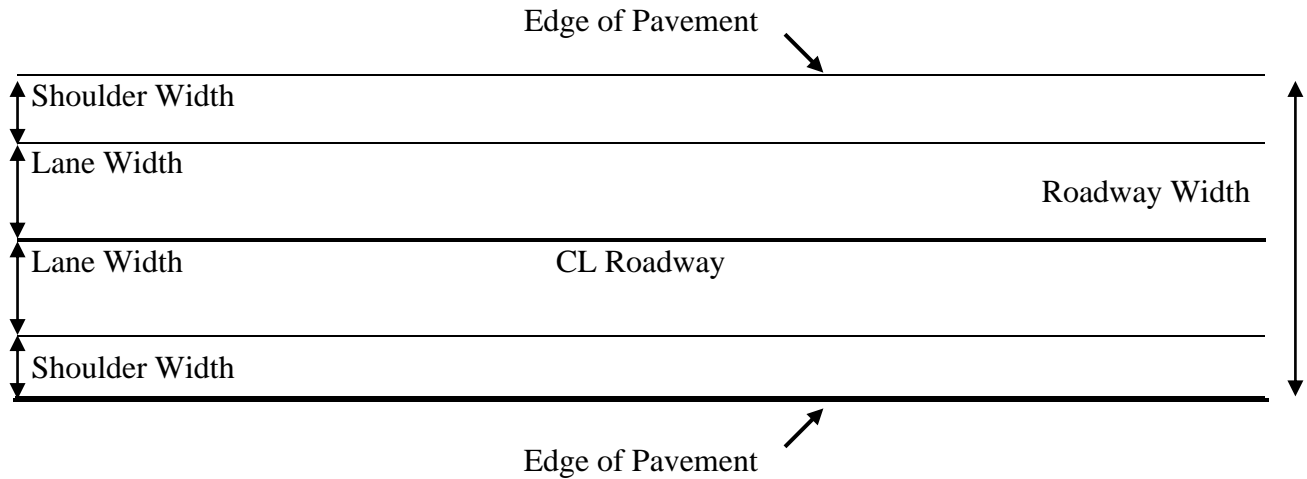 Edge of Pavement
Shoulder Width
Lane Width
Roadway Width
Lane Width
CL Roadway
Shoulder Width
Edge of Pavement